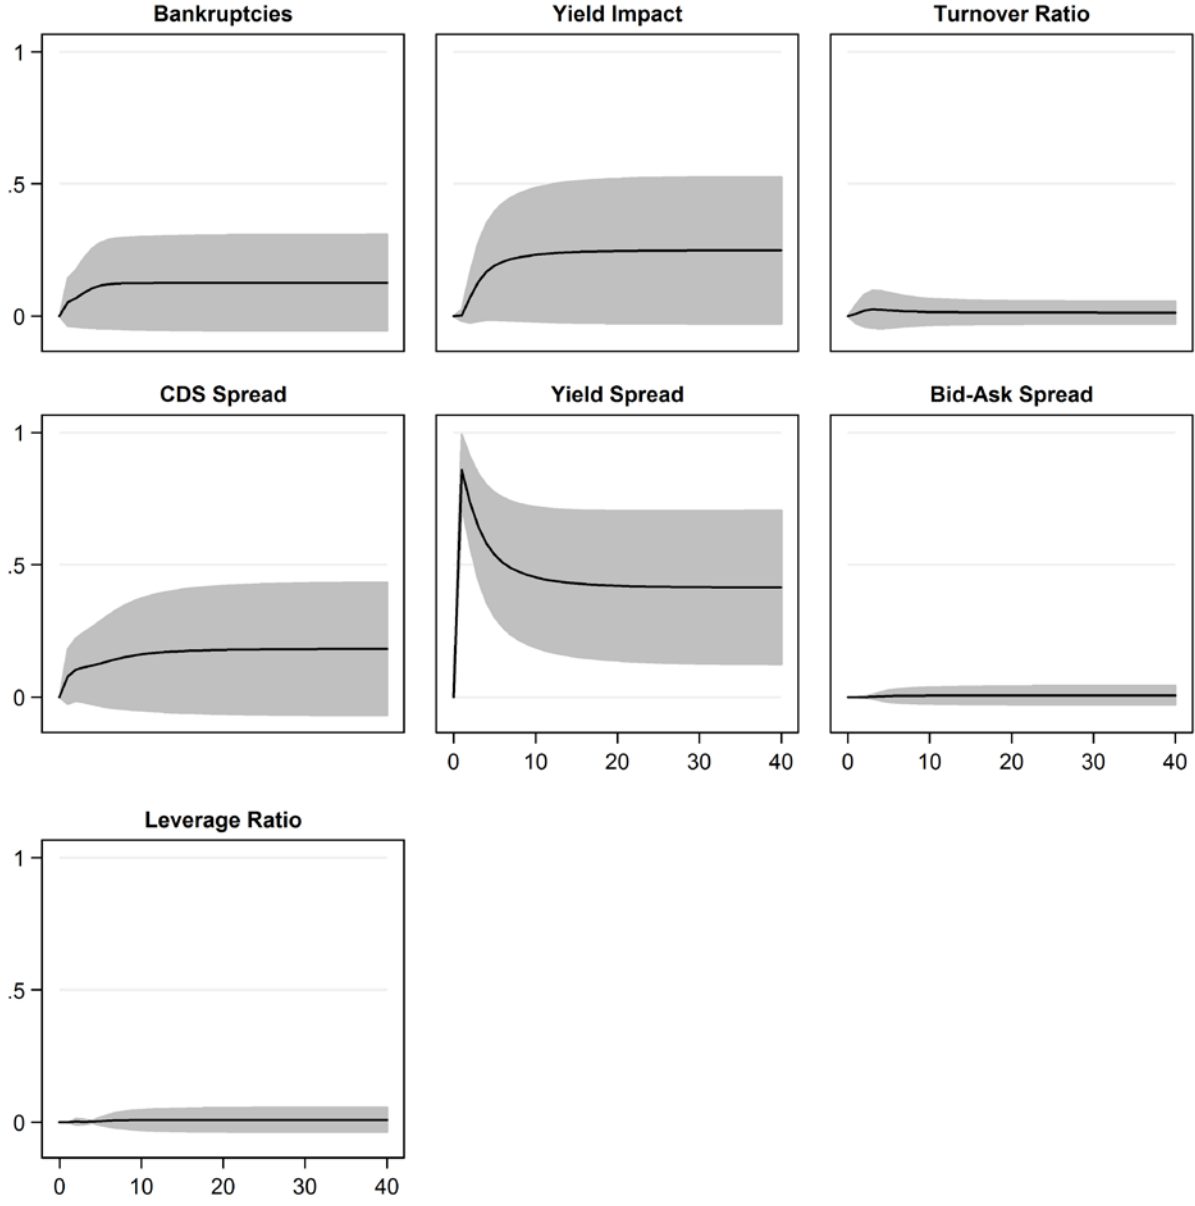 Bankruptcies Yield Impact Turnover Ratio
1
.5
0
CDS Spread Yield Spread Bid-Ask Spread
1
.5
0
0 10 20 30 40 0 10 20 30 40
Leverage Ratio
1
.5
0
0 10 20 30 40